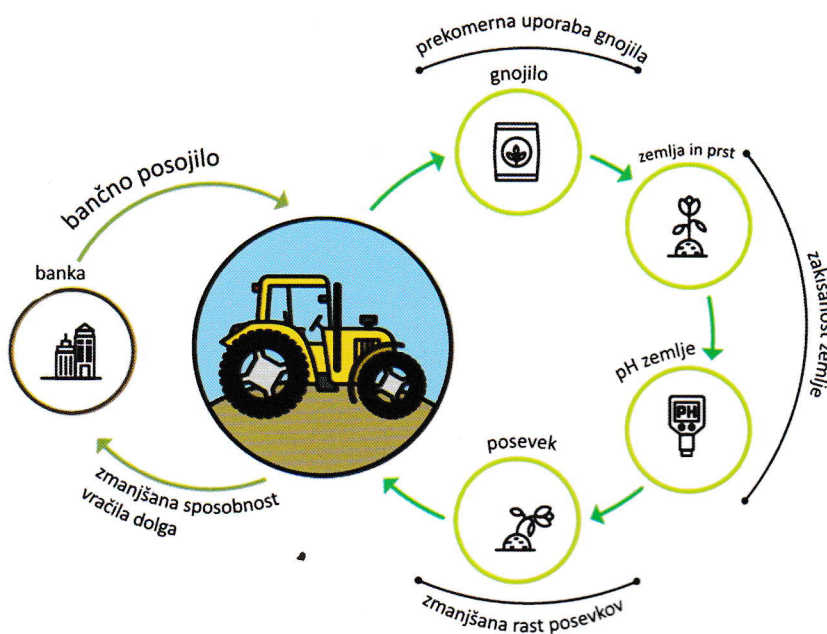 prekomerna uporaba gnojila
gnojilo
zemlja in prst
zakisanost zemlje
bančno posojilo
banka
pH zemlje
PH
posevek
zmanjšana sposobnost
vračila dolga
zmanjšana rast posevkov